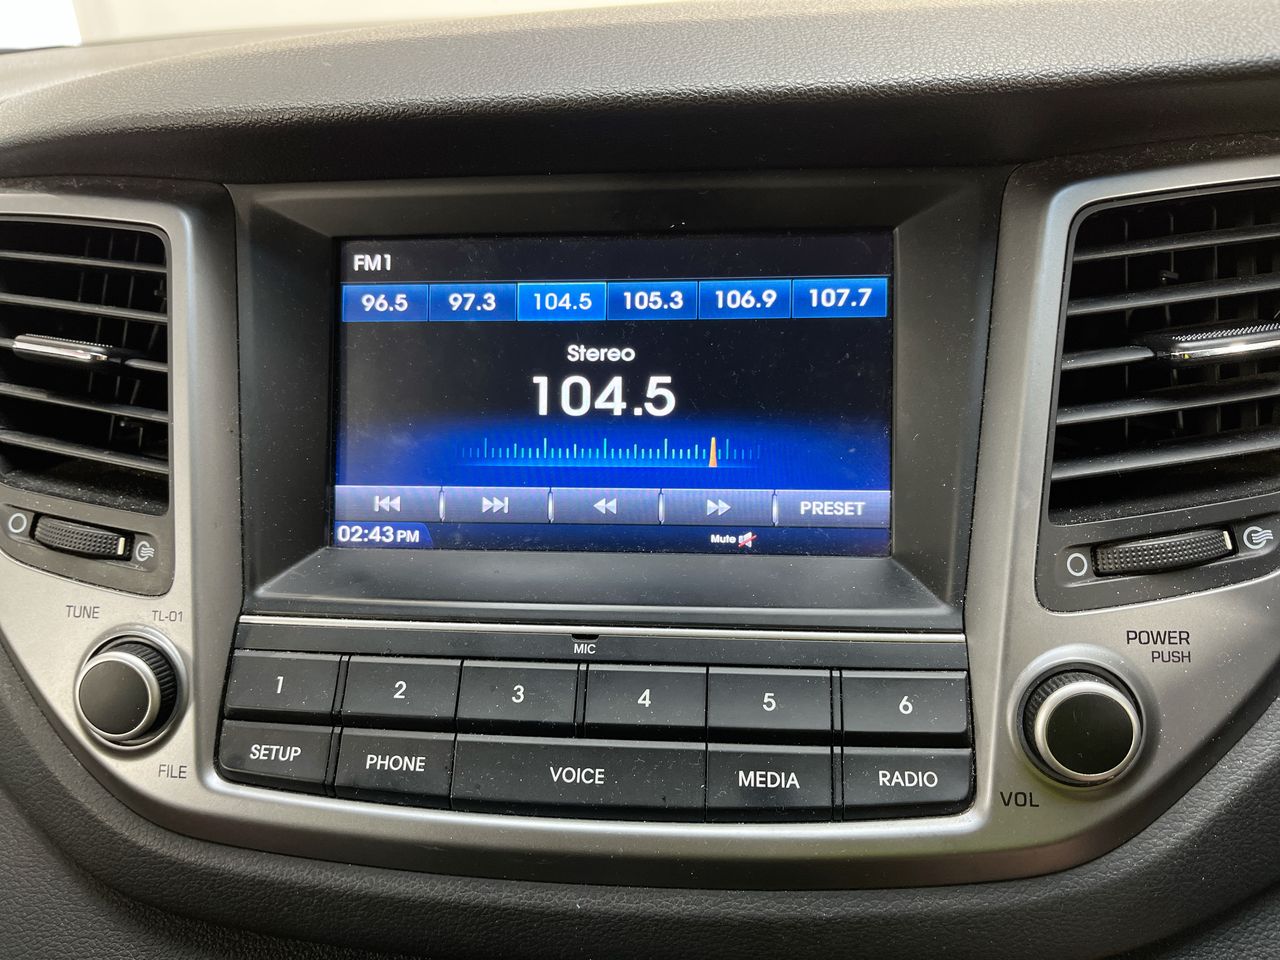 FM1
96.5 97.3 104.5 105.3 106.9 107.7
Stereo
104.5
PRESET
02:43 PM Mute
TUNE TL-01
FILE
MIC
1 2 3 4 5 6
SETUP PHONE VOICE MEDIA RADIO
POWER
PUSH
VOL